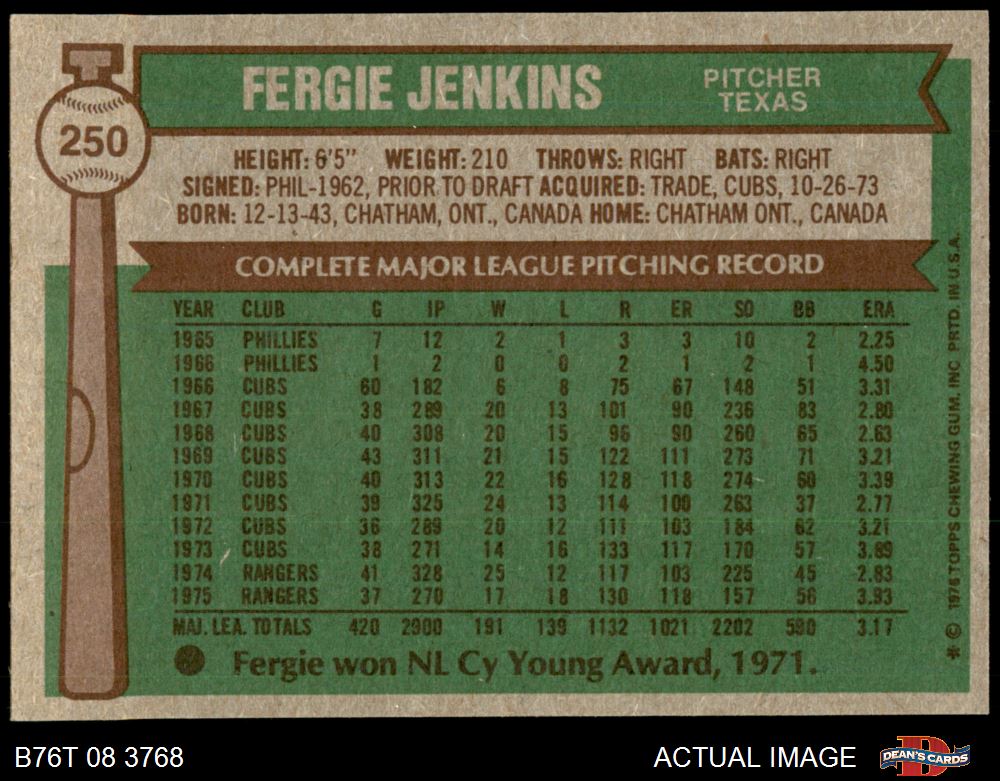 T
FERGIE JENKINS PITCHER
TEXAS
250
HEIGHT: 6'5" WEIGHT: 210 THROWS: RIGHT BATS: RIGHT
SIGNED: PHIL-1962, PRIOR TO DRAFT ACQUIRED: TRADE, CUBS, 10-26-73
BORN: 12-13-43, CHATHAM, ONT., CANADA HOME: CHATHAM ONT., CANADA
COMPLETE MAJOR LEAGUE PITCHING RECORD
YEAR CLUB G IP W L R ER SO BB ERA
1965 PHILLIES 7 12 2 1 3 3 10 2 2.25
1966 PHILLIES 1 2 0 0 2 1 2 1 4.50
1966 CUBS 60 182 6 8 75 67 148 51 3.31
1967 CUBS 38 289 20 13 101 90 236 83 2.80
1968 CUBS 40 308 20 15 96 90 260 65 2.63
1969 CUBS 43 311 21 15 122 111 273 71 3.21
1970 CUBS 40 313 22 16 128 118 274 60 3.39
1971 CUBS 39 325 24 13 114 100 263 37 2.77
1972 CUBS 36 289 20 12 111 103 184 62 3.21
1973 CUBS 38 271 14 16 133 117 170 57 3.89
1974 RANGERS 41 328 25 12 117 103 225 45 2.83
1975 RANGERS 37 270 17 18 130 118 157 56 3.93
MAJ. LEA. TOTALS 420 2900 191 139 1132 1021 2202 590 3.17
Fergie won NL Cy Young Award, 1971.
* © 1976 TOPPS CHEWING GUM, INC. PRTD. IN U.S.A.
B76T 08 3768 ACTUAL IMAGE DEAN'S CARDS